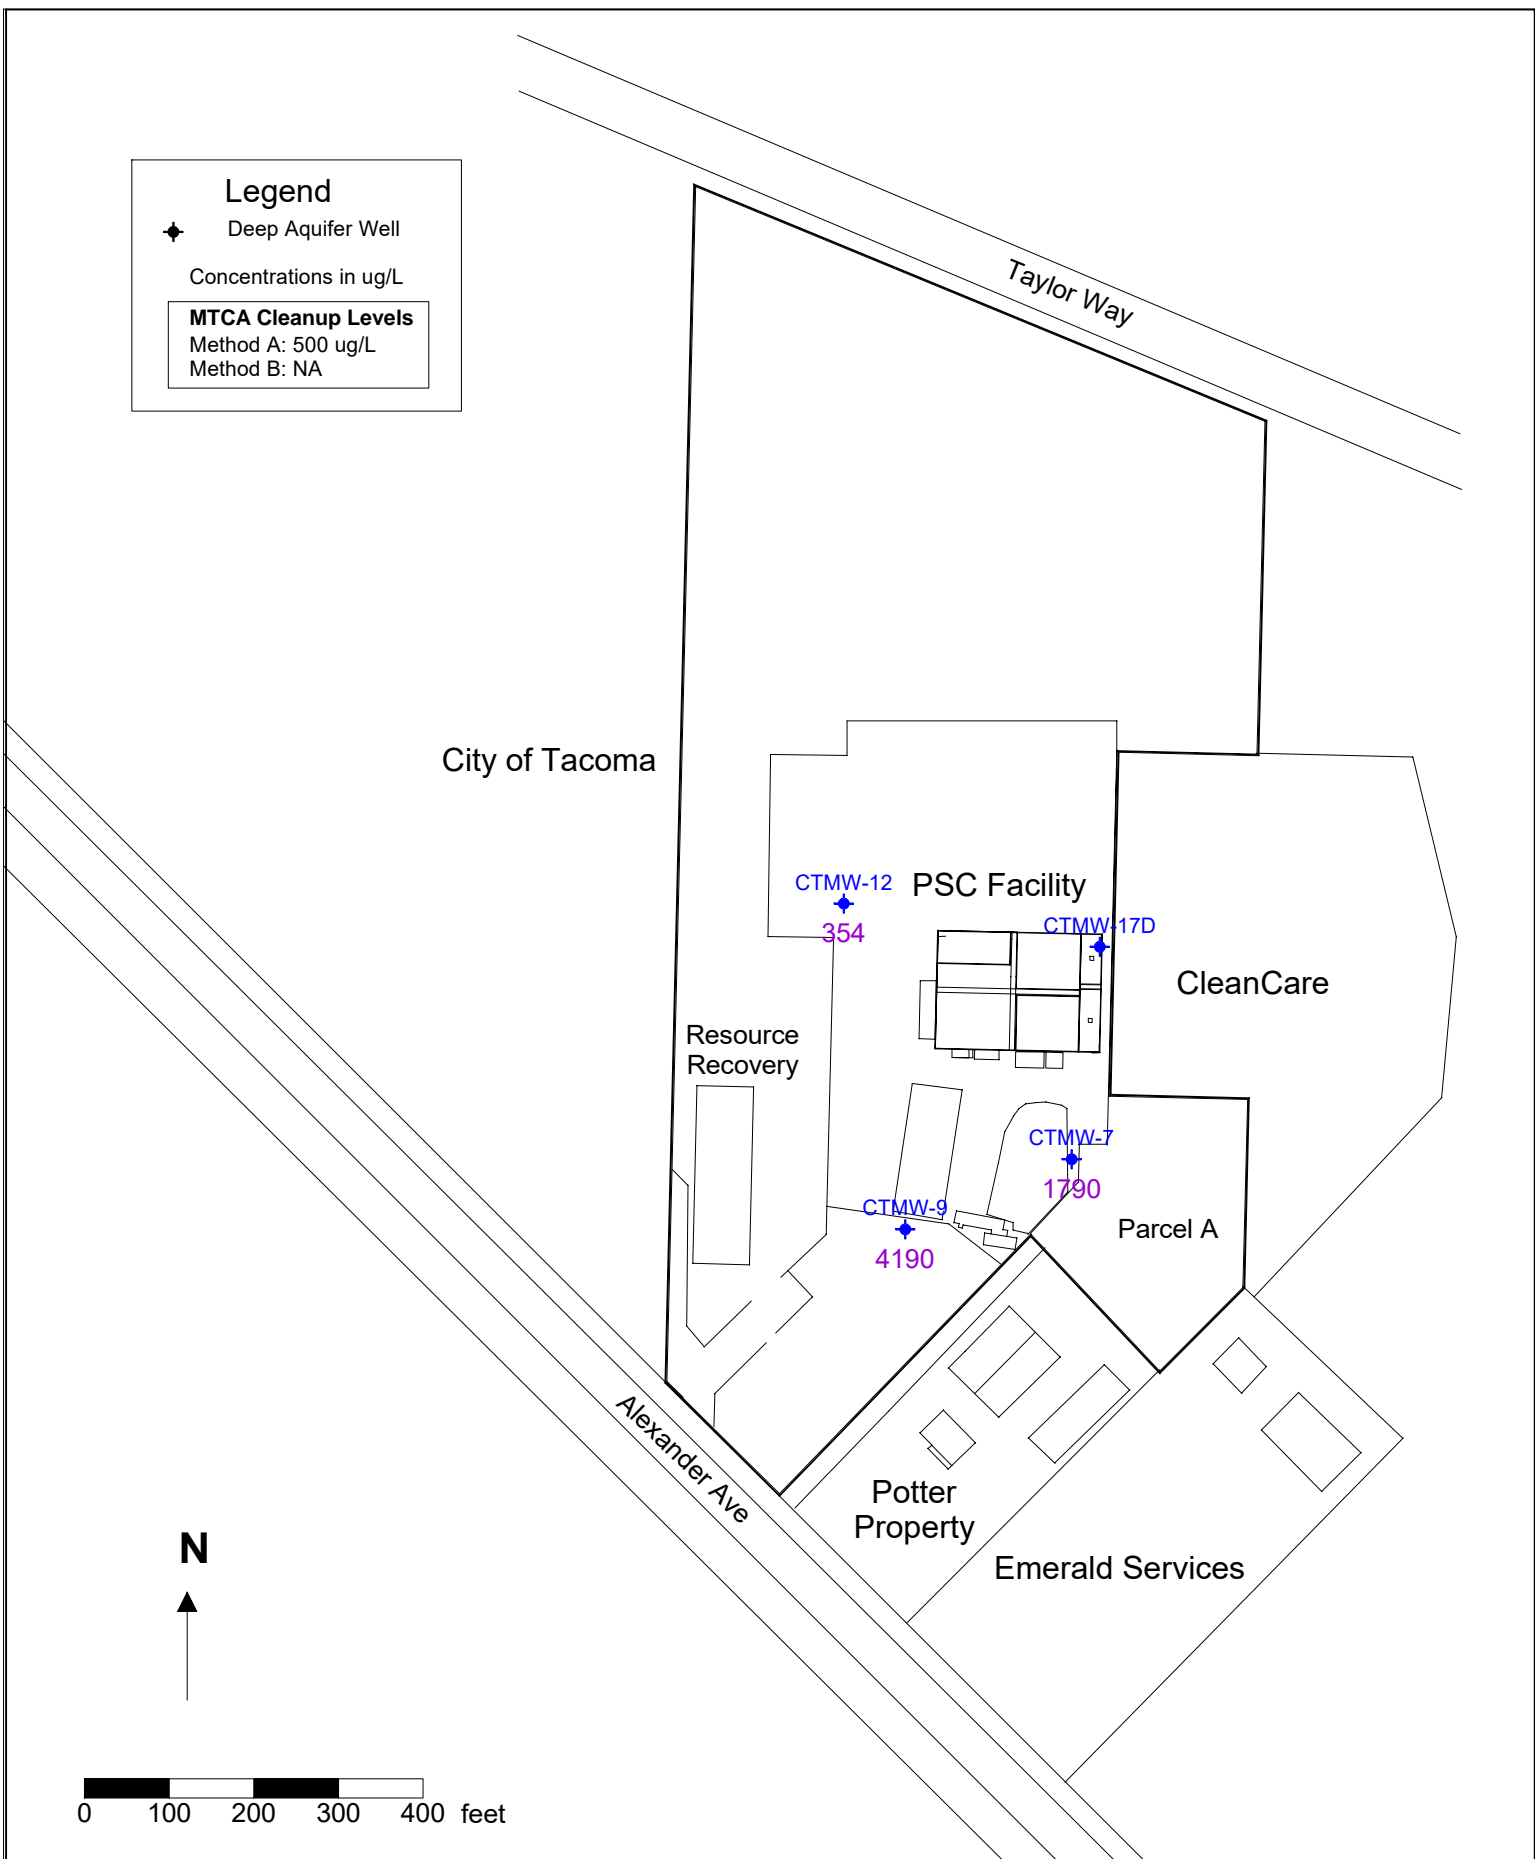 Legend
Deep Aquifer Well
Concentrations in ug/L
MTCA Cleanup Levels
Method A: 500 ug/L
Method B: NA
Taylor Way
City of Tacoma
CTMW-12
354
PSC Facility
CTMW-17D
CleanCare
Resource
Recovery
CTMW-7
1790
CTMW-9
4190
Parcel A
Alexander Ave
Potter
Property
Emerald Services
N
0 100 200 300 400 feet